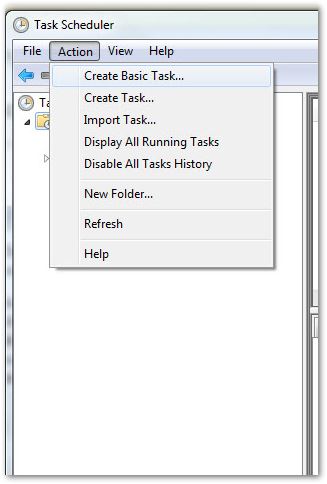 Task Scheduler
File Action View Help
Create Basic Task...
Create Task...
Import Task...
Display All Running Tasks
Disable All Tasks History
New Folder...
Refresh
Help